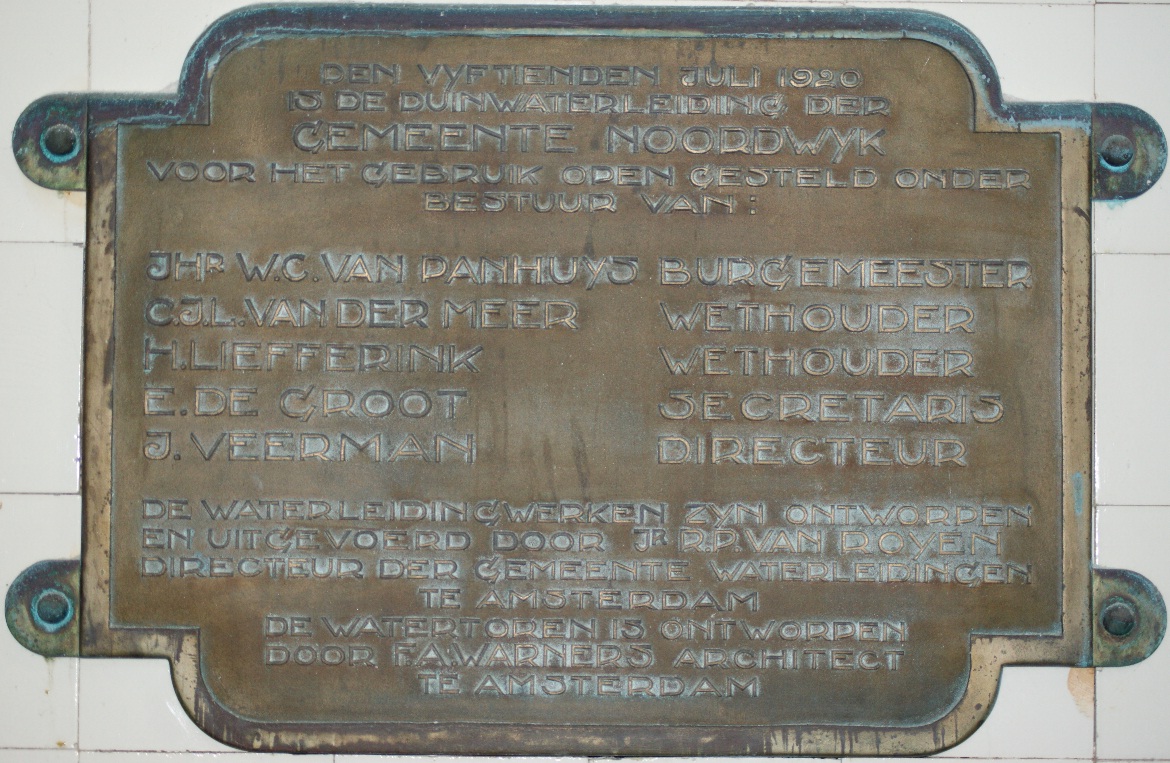 DEN VYFTIENDEN JULI 1920
IS DE DUINWATERLEIDING DER
GEMEENTE NOORDWYK
VOOR HET GEBRUIK OPEN GESTELD ONDER
BESTUUR VAN:
JHR W.C. VAN PANHUYS BURGEMEESTER
C.J.L. VAN DER MEER WETHOUDER
H. LIEFFERINK WETHOUDER
E. DE GROOT SECRETARIS
J. VEERMAN DIRECTEUR
DE WATERLEIDINGWERKEN ZYN ONTWORPEN
EN UITGEVOERD DOOR JR R.P. VAN ROYEN
DIRECTEUR DER GEMEENTE WATERLEIDINGEN
TE AMSTERDAM
DE WATERTOREN IS ONTWORPEN
DOOR F.A. WARNERS ARCHITECT
TE AMSTERDAM